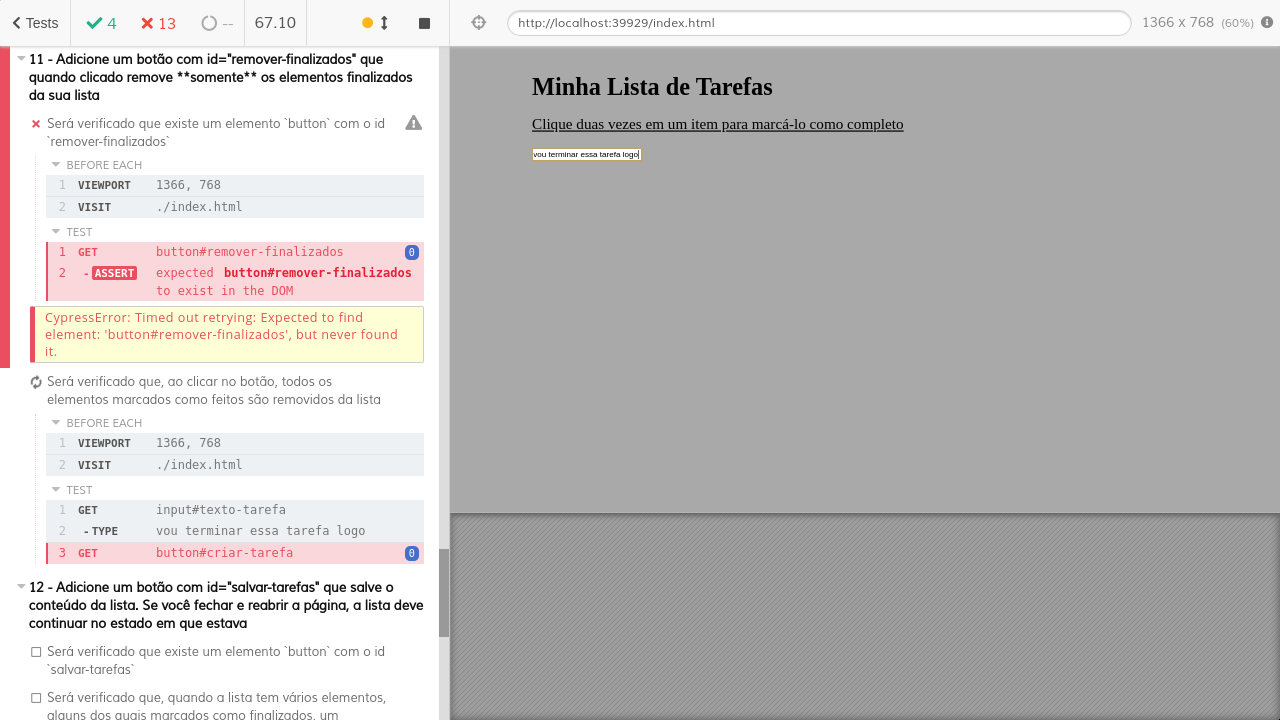 Tests
4
13
--
67.10
http://localhost:39929/index.html
1366 x 768 (60%)
11 - Adicione um botão com id="remover-finalizados" que
quando clicado remove **somente** os elementos finalizados
da sua lista
Será verificado que existe um elemento `button` com o id
`remover-finalizados`
BEFORE EACH
1 VIEWPORT 1366, 768
2 VISIT ./index.html
TEST
1 GET button#remover-finalizados 0
2 -ASSERT expected button#remover-finalizados
to exist in the DOM
CypressError: Timed out retrying: Expected to find
element: 'button#remover-finalizados', but never found
it.
Será verificado que, ao clicar no botão, todos os
elementos marcados como feitos são removidos da lista
BEFORE EACH
1 VIEWPORT 1366, 768
2 VISIT ./index.html
TEST
1 GET input#texto-tarefa
2 -TYPE vou terminar essa tarefa logo
3 GET button#criar-tarefa 0
12 - Adicione um botão com id="salvar-tarefas" que salve o
conteúdo da lista. Se você fechar e reabrir a página, a lista deve
continuar no estado em que estava
Será verificado que existe um elemento `button` com o id
`salvar-tarefas`
Será verificado que, quando a lista tem vários elementos,
alguns dos quais marcados como finalizados, um
Minha Lista de Tarefas
Clique duas vezes em um item para marcá-lo como completo
vou terminar essa tarefa logo